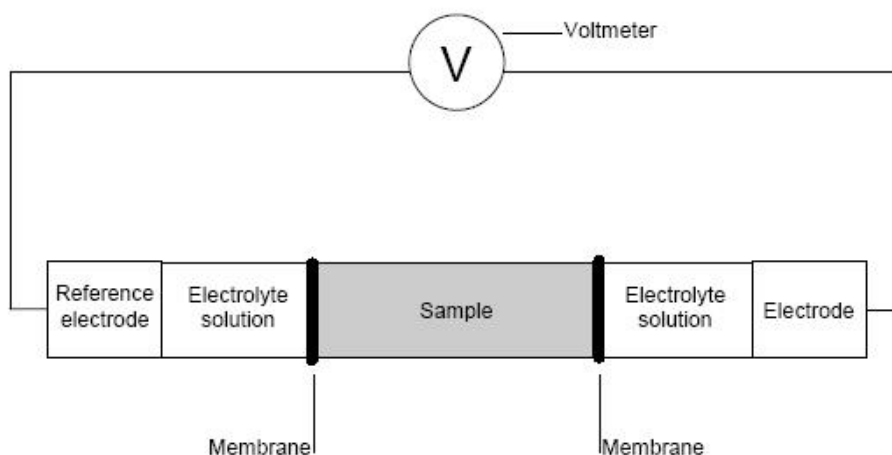 Voltmeter
V
Reference
electrode
Electrolyte
solution
Sample
Electrolyte
solution
Electrode
Membrane
Membrane